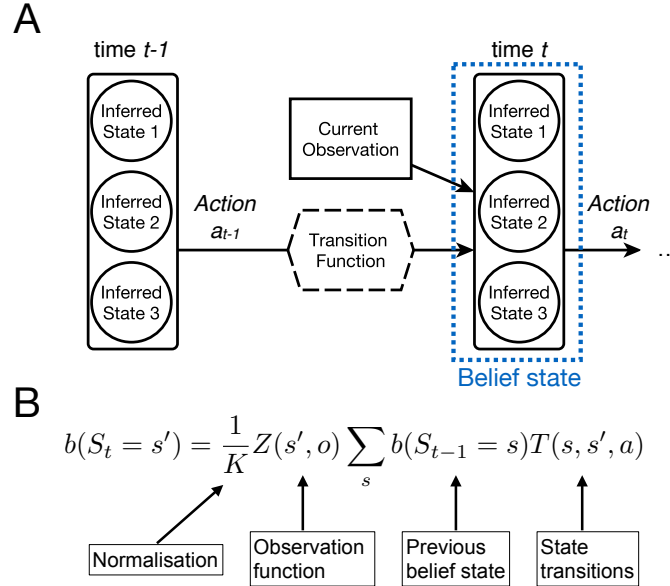 A
time t-1
time t
Inferred
State 1
Inferred
State 2
Inferred
State 3
Action
a_{t-1}
Current
Observation
Transition
Function
Inferred
State 1
Inferred
State 2
Inferred
State 3
Action
a_t
...
Belief state
B
b(S_t = s′) = \frac{1}{K} Z(s′, o) \sum_s b(S_{t−1} = s)T(s, s′, a)
Normalisation
Observation
function
Previous
belief state
State
transitions